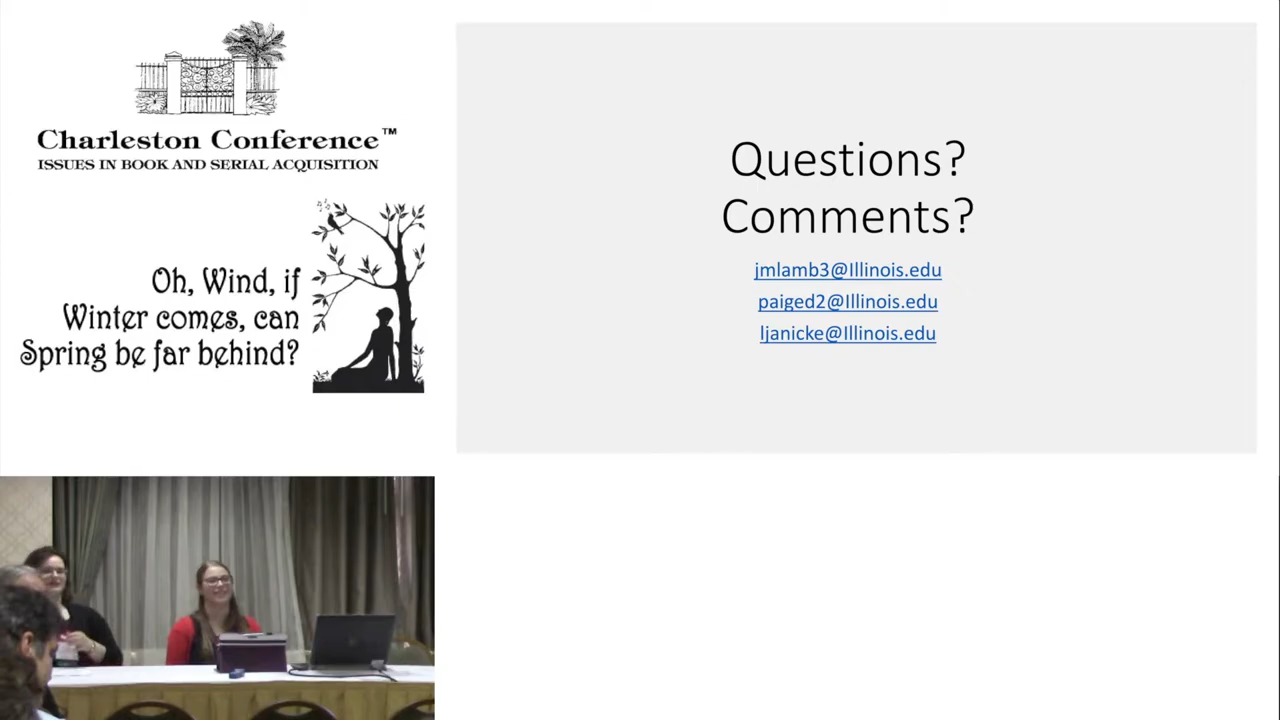 Charleston Conference™
ISSUES IN BOOK AND SERIAL ACQUISITION
Oh, Wind, if
Winter comes, can
Spring be far behind?
Questions?
Comments?
jmlamb3@Illinois.edu
paiged2@Illinois.edu
ljanicke@Illinois.edu